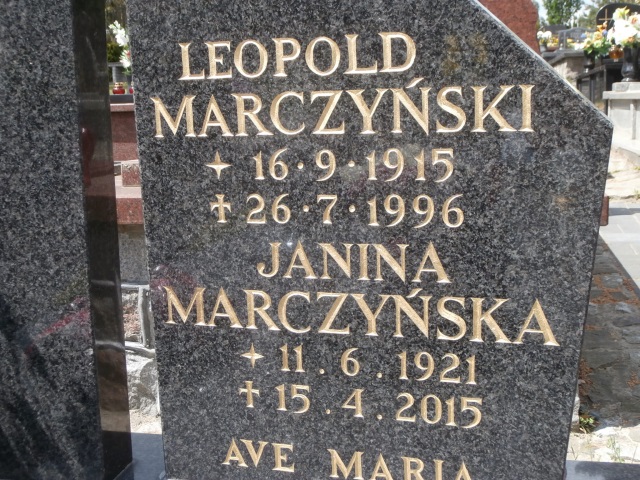 LEOPOLD
MARCZYŃSKI
✦ 16·9·1915
✝ 26·7·1996
JANINA
MARCZYŃSKA
✦ 11.6.1921
✝ 15.4.2015
AVE MARIA